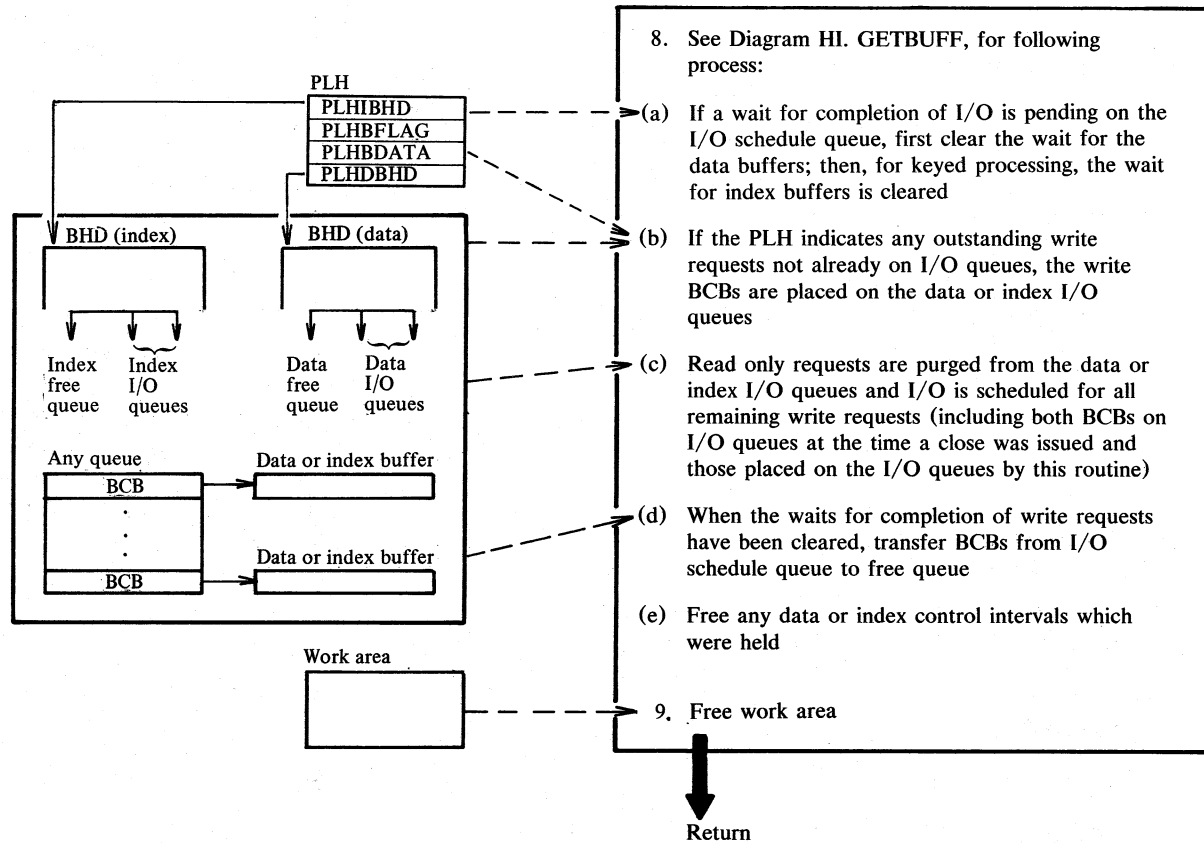 PLH
PLHIBHD
PLHBFLAG
PLHBDATA
PLHDBHD
BHD (index)
BHD (data)
Index
free
queue
Index
I/O
queues
Data
free
queue
Data
I/O
queues
Any queue
BCB
Data or index buffer
.
.
.
BCB
Data or index buffer
Work area
8. See Diagram HI. GETBUFF, for following
process:
(a) If a wait for completion of I/O is pending on the
I/O schedule queue, first clear the wait for the
data buffers; then, for keyed processing, the wait
for index buffers is cleared
(b) If the PLH indicates any outstanding write
requests not already on I/O queues, the write
BCBs are placed on the data or index I/O
queues
(c) Read only requests are purged from the data or
index I/O queues and I/O is scheduled for all
remaining write requests (including both BCBs on
I/O queues at the time a close was issued and
those placed on the I/O queues by this routine)
(d) When the waits for completion of write requests
have been cleared, transfer BCBs from I/O
schedule queue to free queue
(e) Free any data or index control intervals which
were held
9. Free work area
Return